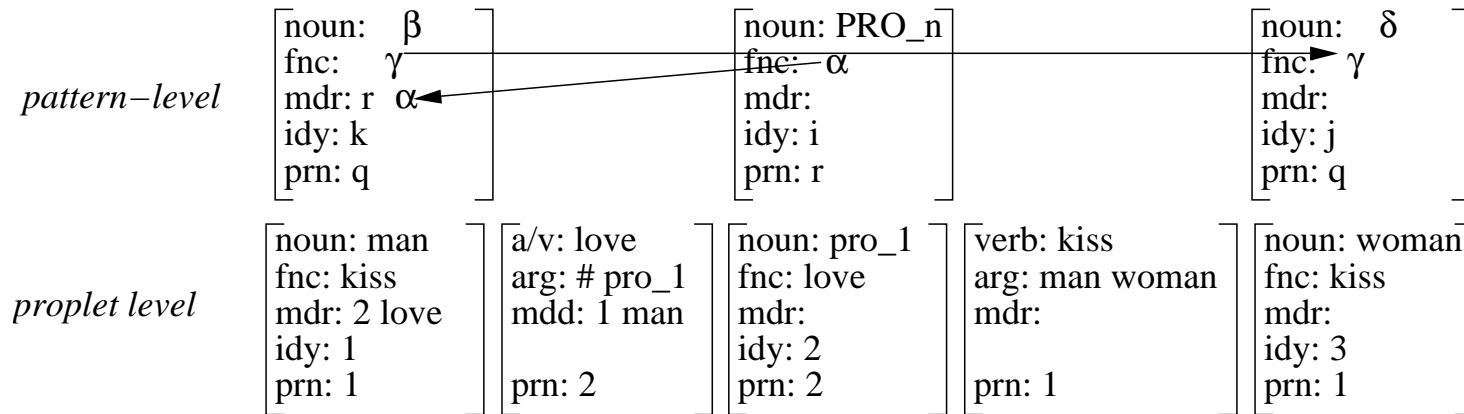 noun: β noun: PRO_n noun: δ
fnc: γ fnc: α fnc: γ
pattern–level mdr: r α mdr: mdr:
idy: k idy: i idy: j
prn: q prn: r prn: q
noun: man a/v: love noun: pro_1 verb: kiss noun: woman
fnc: kiss arg: # pro_1 fnc: love arg: man woman fnc: kiss
proplet level mdr: 2 love mdd: 1 man mdr: mdr: mdr:
idy: 1 idy: 2 idy: 3
prn: 1 prn: 2 prn: 2 prn: 1 prn: 1